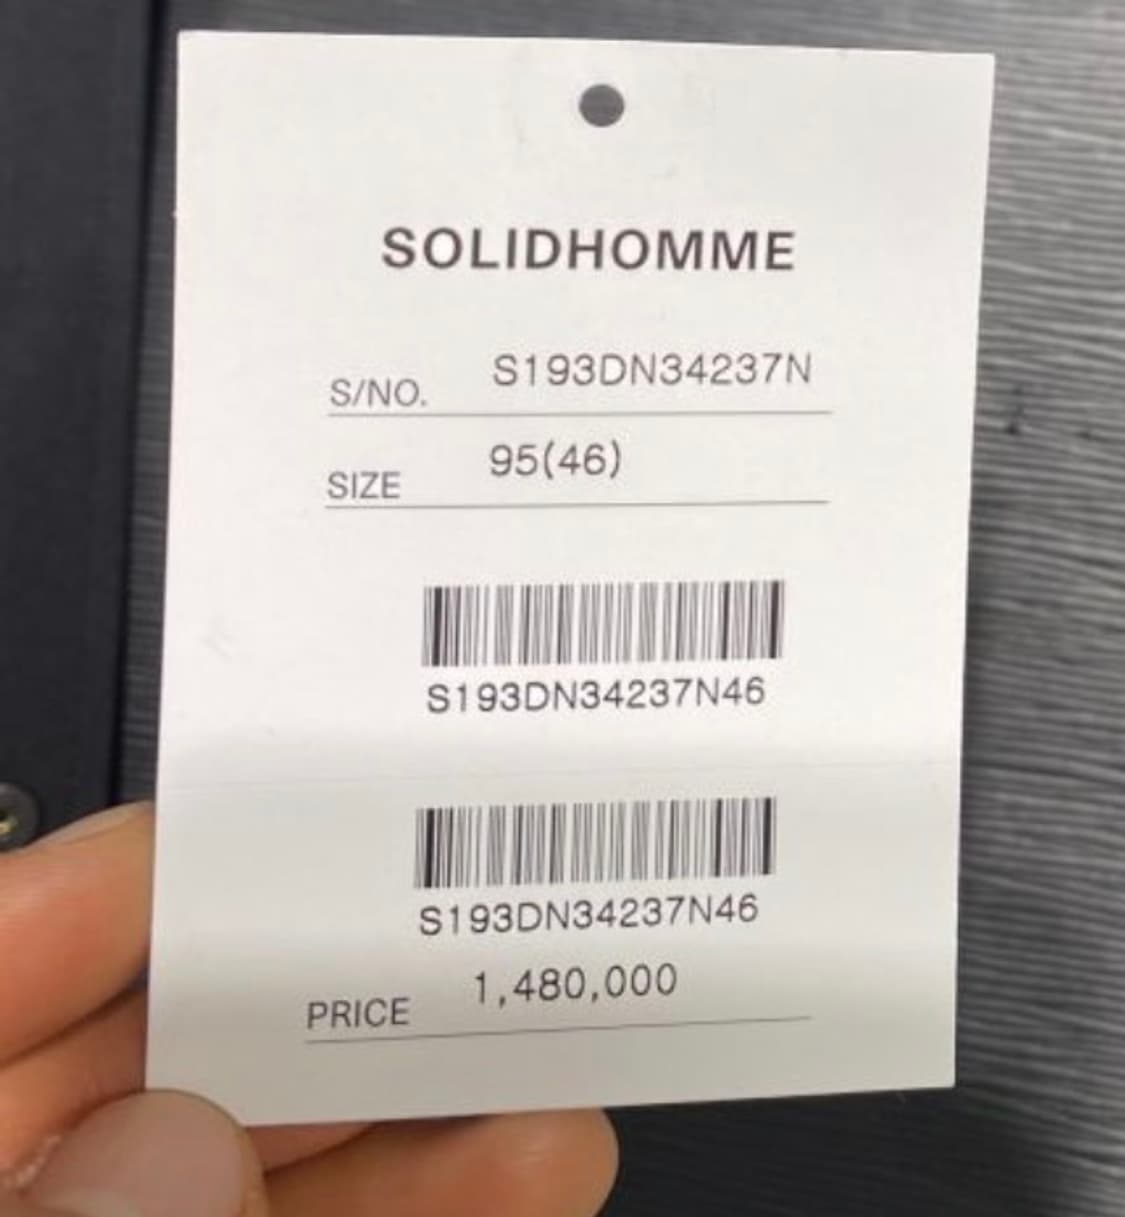 SOLIDHOMME
S/NO. S193DN34237N
SIZE 95(46)
S193DN34237N46
S193DN34237N46
PRICE 1,480,000